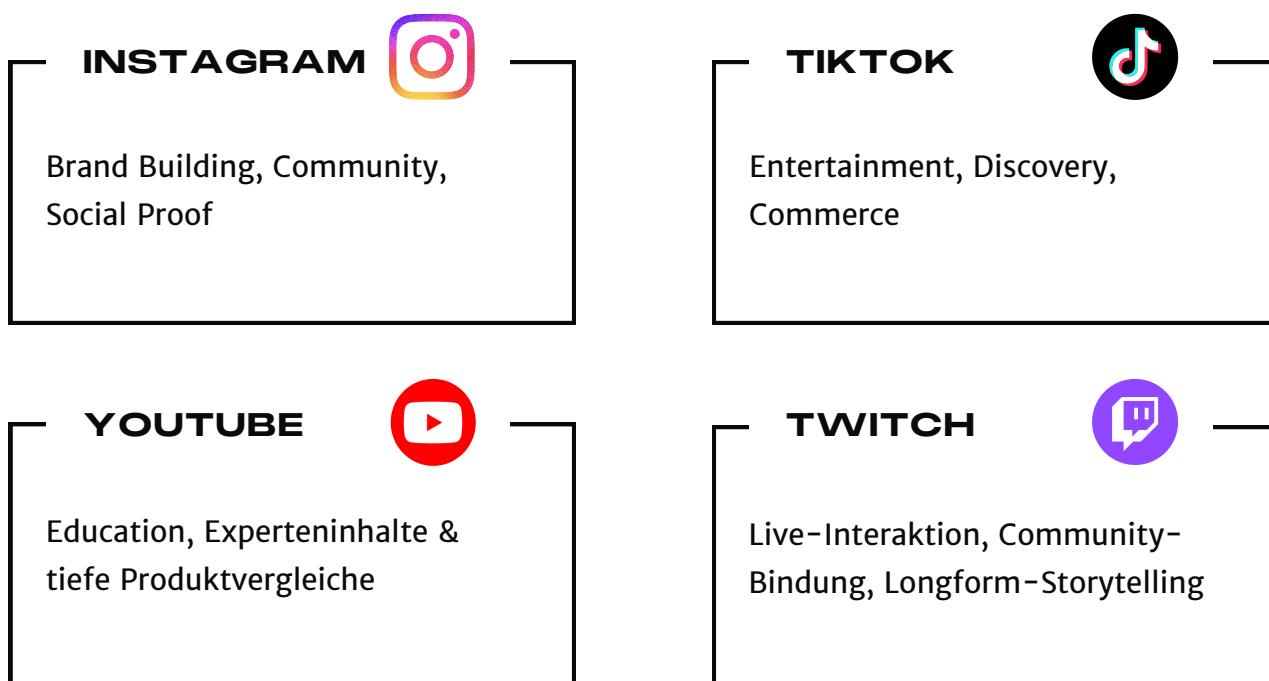 INSTAGRAM
Brand Building, Community,
Social Proof
TIKTOK
Entertainment, Discovery,
Commerce
YOUTUBE
Education, Experteninhalte &
tiefe Produktvergleiche
TWITCH
Live-Interaktion, Community-
Bindung, Longform-Storytelling